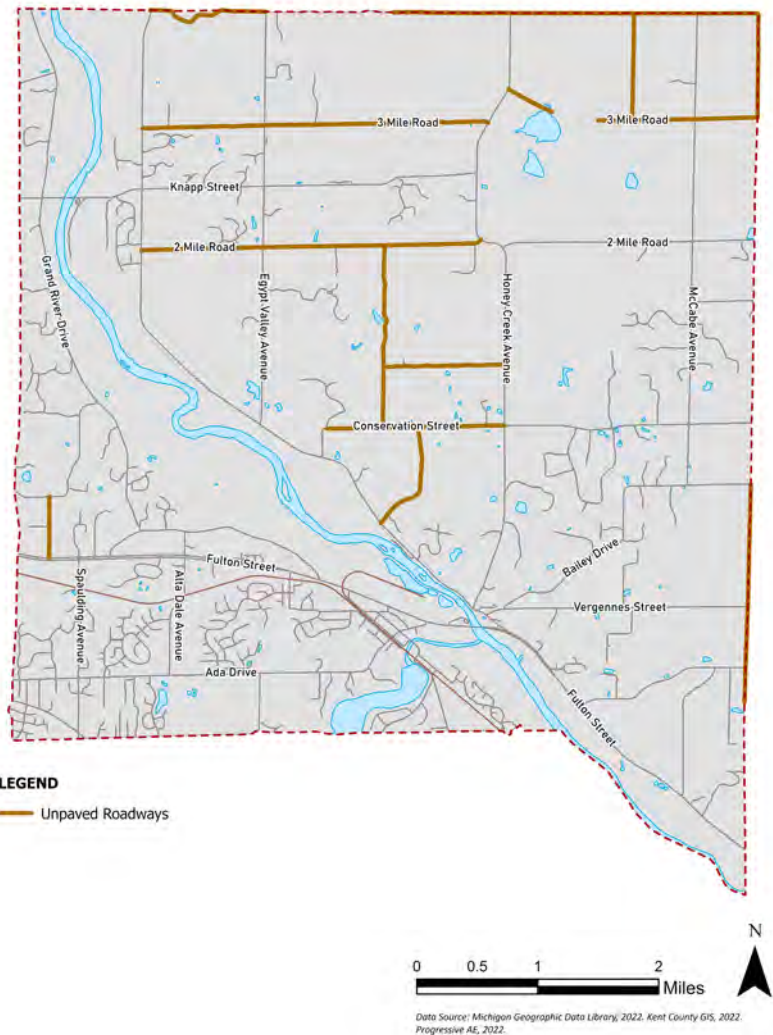 3 Mile Road
3 Mile Road
Knapp Street
2 Mile Road
2 Mile Road
Grand River Drive
Egypt Valley Avenue
Honey Creek Avenue
McCabe Avenue
Conservation Street
Fulton Street
Bailey Drive
Spaulding Avenue
Alta Dale Avenue
Vergennes Street
Ada Drive
Fulton Street
LEGEND
Unpaved Roadways
N
0 0.5 1 2
Miles
Data Source: Michigon Geographic Data Library, 2022. Kent County GIS, 2022.
Progressive AE, 2022.